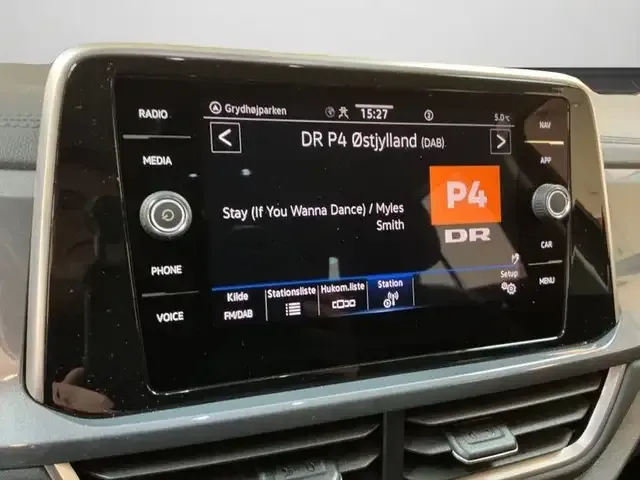 RADIO
MEDIA
PHONE
VOICE
Grydhøjparken 15:27 2 5.0°C
< DR P4 Østjylland (DAB) >
P4
DR
Stay (If You Wanna Dance) / Myles
Smith
Kilde Stationsliste Hukom.liste Station Setup
FM/DAB
NAV
APP
CAR
MENU